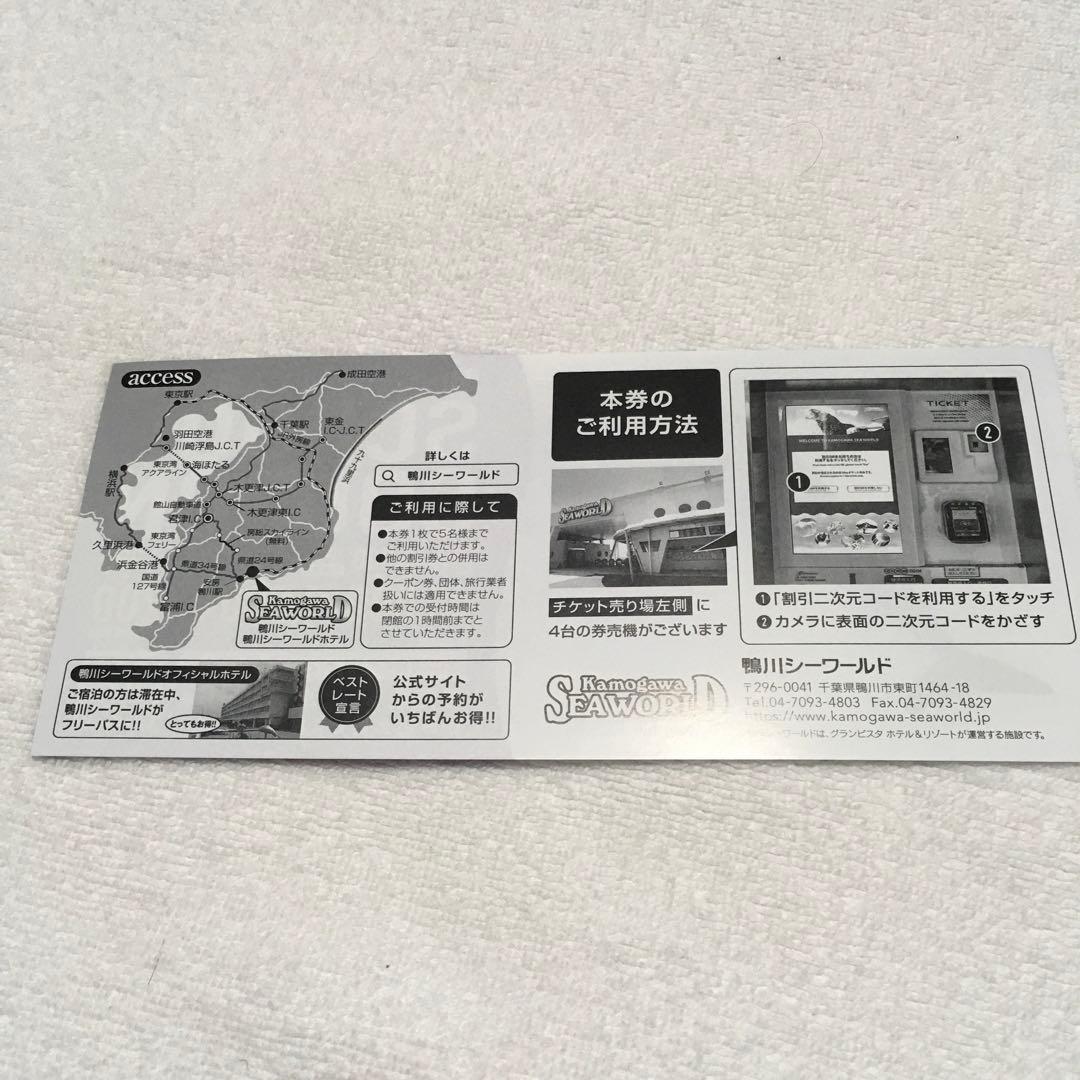 access
東京駅
成田空港
千葉駅
東金
I.C・J.C.T
羽田空港
川崎浮島J.C.T
東京湾
アクアライン
海ほたる
九十九里浜
横浜駅
木更津J.C.T
館山自動車道
君津I.C
木更津東I.C
房総スカイライン
(無料)
久里浜港
東京湾
フェリー
浜金谷港
県道34号線
県道24号線
国道
127号線
安房
鴨川駅
富浦I.C
Kamogawa
SEAWORLD
鴨川シーワールド
鴨川シーワールドホテル
詳しくは
鴨川シーワールド
ご利用に際して
●本券1枚で5名様まで
ご利用いただけます。
●他の割引券との併用は
できません。
●クーポン券、団体、旅行業者
扱いには適用できません。
●本券での受付時間は
閉館の1時間前までと
させていただきます。
鴨川シーワールドオフィシャルホテル
ご宿泊の方は滞在中、
鴨川シーワールドが
フリーパスに!!
とってもお得!!
ベスト
レート
宣言
公式サイト
からの予約が
いちばんお得!!
本券の
ご利用方法
Kamogawa
SEAWORLD
チケット売り場左側 に
4台の券売機がございます
WELCOME TO KAMOGAWA SEA WORLD
TICKET
1
2
❶「割引二次元コードを利用する」をタッチ
❷カメラに表面の二次元コードをかざす
Kamogawa
SEAWORLD
鴨川シーワールド
〒296-0041 千葉県鴨川市東町1464-18
Tel.04-7093-4803 Fax.04-7093-4829
https://www.kamogawa-seaworld.jp
シーワールドは、グランビスタ ホテル＆リゾートが運営する施設です。